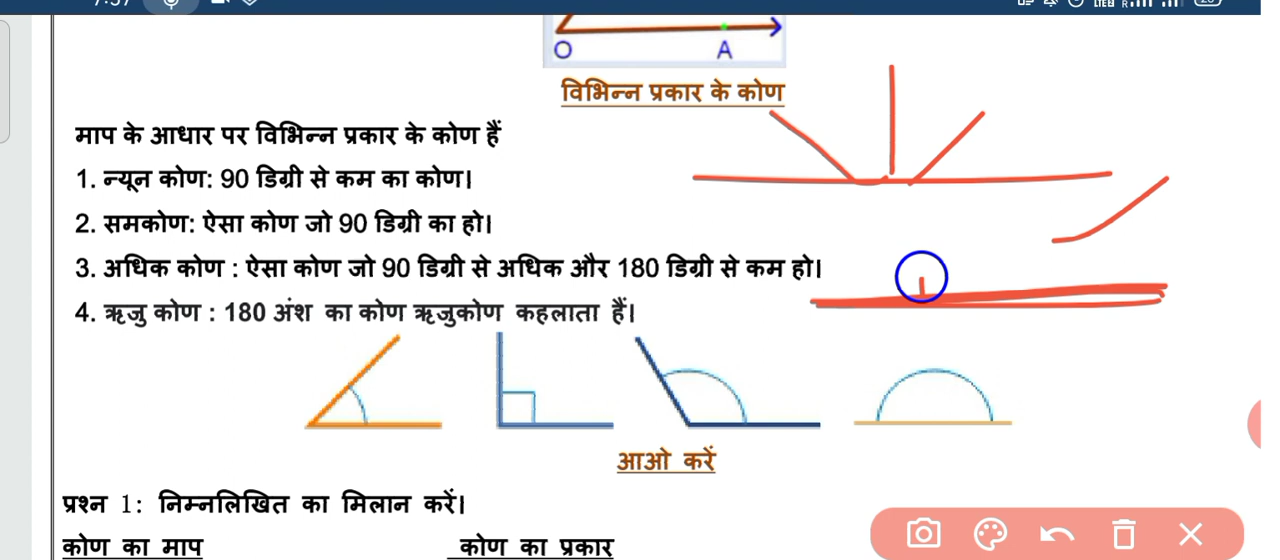 O A
विभिन्न प्रकार के कोण
माप के आधार पर विभिन्न प्रकार के कोण हैं
1. न्यून कोण: 90 डिग्री से कम का कोण।
2. समकोण: ऐसा कोण जो 90 डिग्री का हो।
3. अधिक कोण : ऐसा कोण जो 90 डिग्री से अधिक और 180 डिग्री से कम हो।
4. ऋजु कोण : 180 अंश का कोण ऋजुकोण कहलाता हैं।
आओ करें
प्रश्न 1: निम्नलिखित का मिलान करें।
कोण का माप कोण का प्रकार